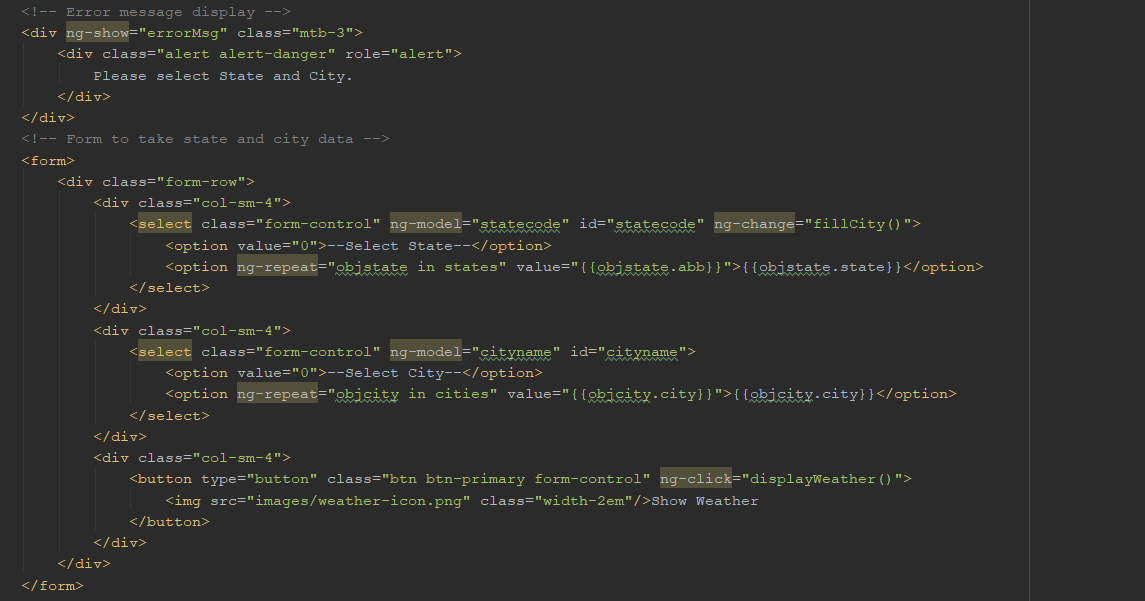 <!-- Error message display -->
<div ng-show="errorMsg" class="mtb-3">
<div class="alert alert-danger" role="alert">
Please select State and City.
</div>
</div>
<!-- Form to take state and city data -->
<form>
<div class="form-row">
<div class="col-sm-4">
<select class="form-control" ng-model="statecode" id="statecode" ng-change="fillCity()">
<option value="0">--Select State--</option>
<option ng-repeat="objstate in states" value="{{objstate.abb}}">{{objstate.state}}</option>
</select>
</div>
<div class="col-sm-4">
<select class="form-control" ng-model="cityname" id="cityname">
<option value="0">--Select City--</option>
<option ng-repeat="objcity in cities" value="{{objcity.city}}">{{objcity.city}}</option>
</select>
</div>
<div class="col-sm-4">
<button type="button" class="btn btn-primary form-control" ng-click="displayWeather()">
<img src="images/weather-icon.png" class="width-2em"/>Show Weather
</button>
</div>
</div>
</form>